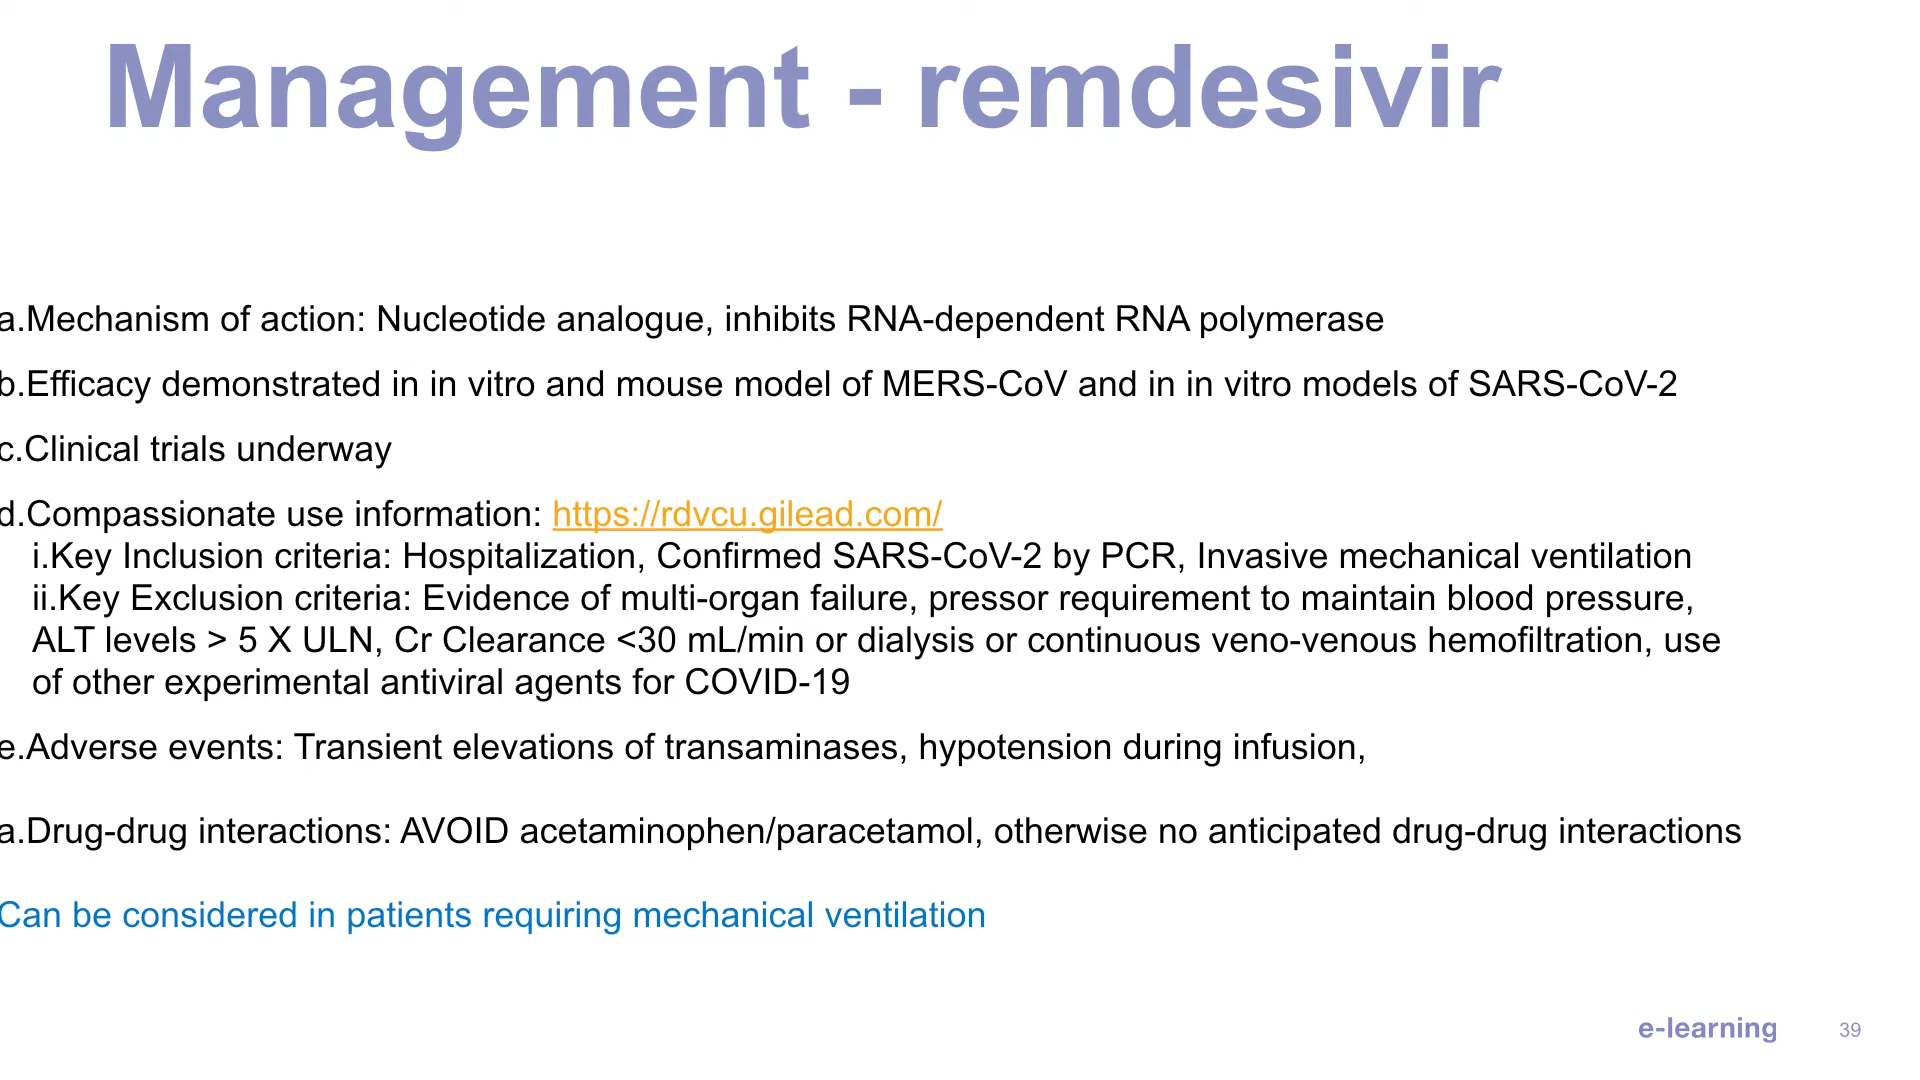 Management - remdesivir
a.Mechanism of action: Nucleotide analogue, inhibits RNA-dependent RNA polymerase
b.Efficacy demonstrated in in vitro and mouse model of MERS-CoV and in in vitro models of SARS-CoV-2
c.Clinical trials underway
d.Compassionate use information: https://rdvcu.gilead.com/
i.Key Inclusion criteria: Hospitalization, Confirmed SARS-CoV-2 by PCR, Invasive mechanical ventilation
ii.Key Exclusion criteria: Evidence of multi-organ failure, pressor requirement to maintain blood pressure,
ALT levels > 5 X ULN, Cr Clearance <30 mL/min or dialysis or continuous veno-venous hemofiltration, use
of other experimental antiviral agents for COVID-19
e.Adverse events: Transient elevations of transaminases, hypotension during infusion,
a.Drug-drug interactions: AVOID acetaminophen/paracetamol, otherwise no anticipated drug-drug interactions
Can be considered in patients requiring mechanical ventilation
e-learning 39